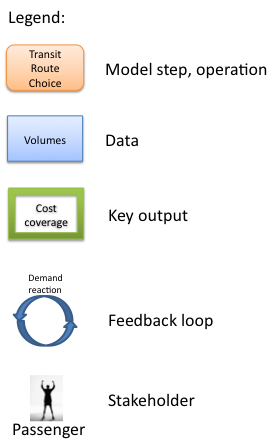 Legend:
Transit
Route
Choice
Model step, operation
Volumes
Data
Cost
coverage
Key output
Demand
reaction
Feedback loop
Stakeholder
Passenger